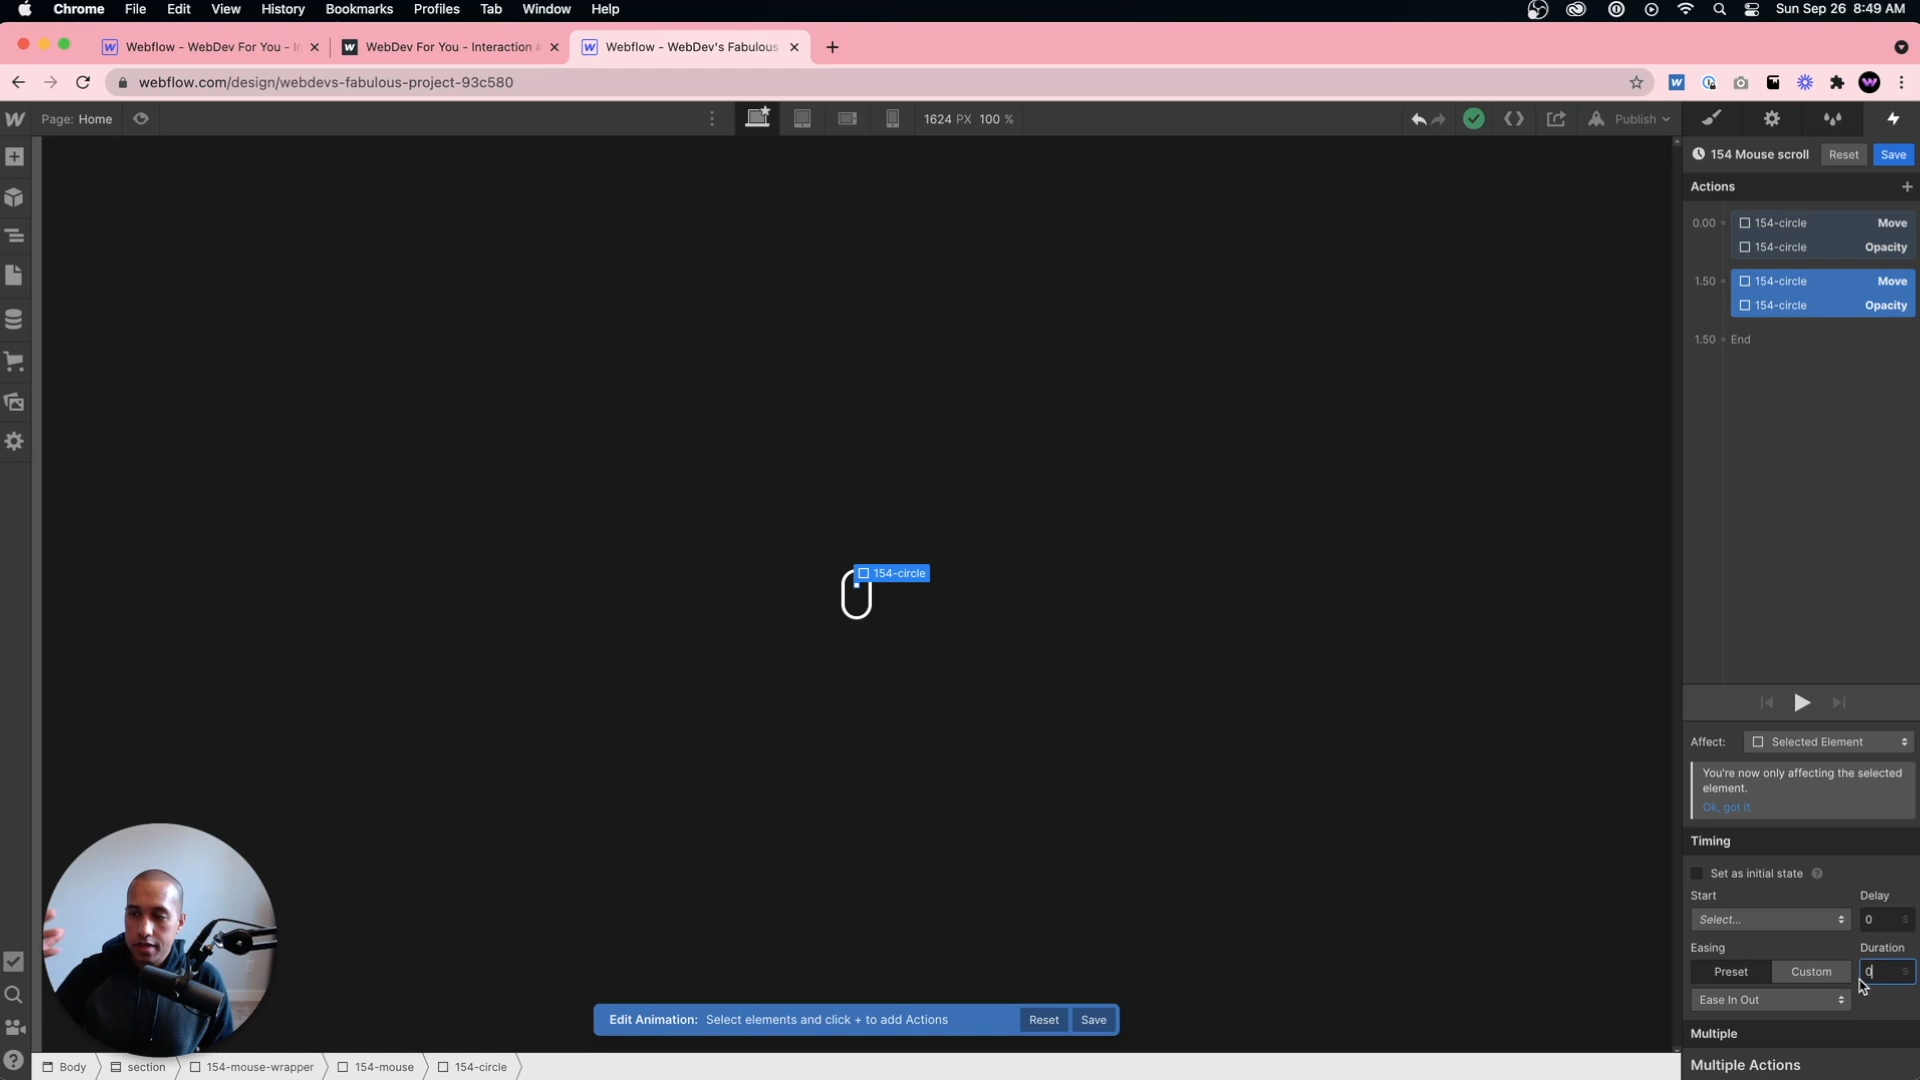 Chrome File Edit View History Bookmarks Profiles Tab Window Help Sun Sep 26 8:49 AM
Webflow - WebDev For You - I WebDev For You - Interaction # Webflow - WebDev's Fabulous
webflow.com/design/webdevs-fabulous-project-93c580
Page: Home 1624 PX 100 % Publish
154 Mouse scroll Reset Save
Actions
0.00 154-circle Move
154-circle Opacity
1.50 154-circle Move
154-circle Opacity
1.50 End
154-circle
Affect: Selected Element
You're now only affecting the selected
element.
Ok, got it
Timing
Set as initial state
Start Delay
Select... 0 S
Easing Duration
Preset Custom 0 S
Ease In Out
Edit Animation: Select elements and click + to add Actions Reset Save
Multiple
Multiple Actions
Body section 154-mouse-wrapper 154-mouse 154-circle